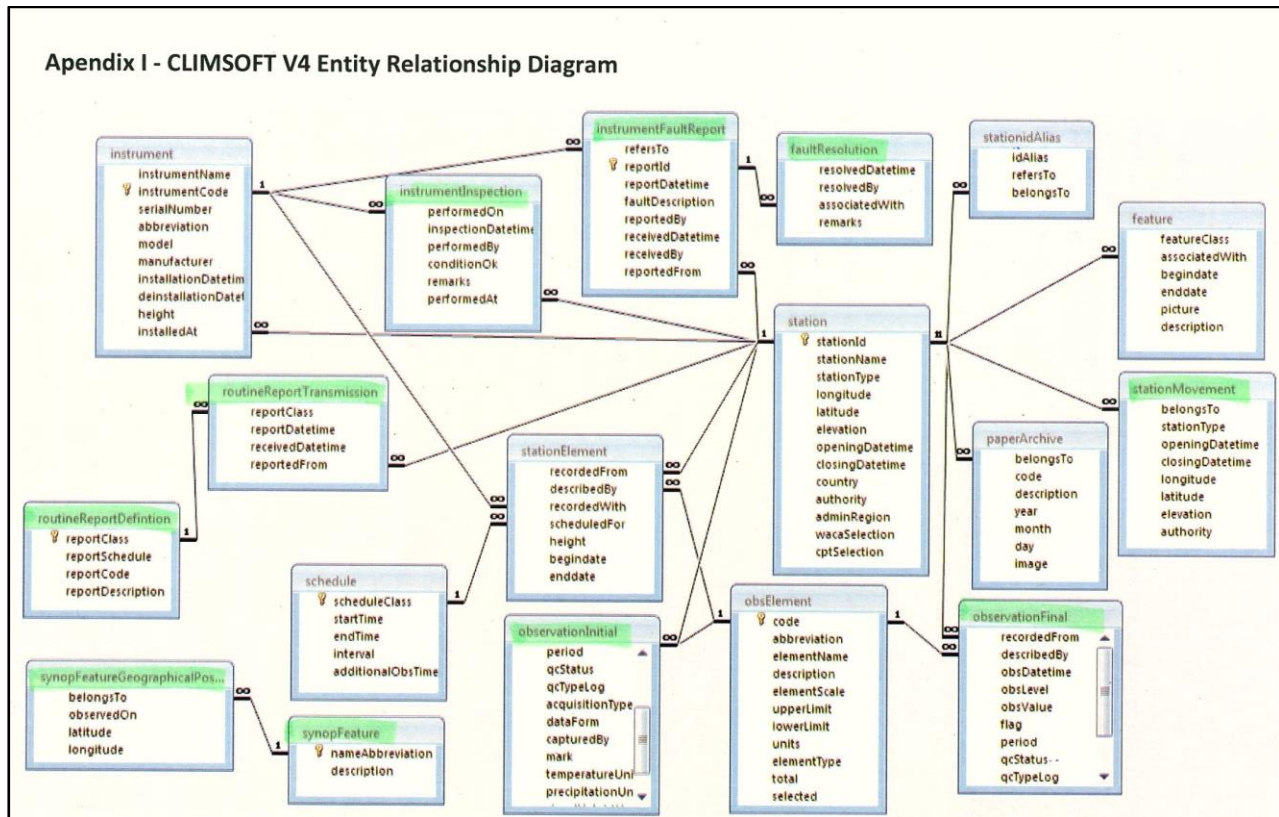 Apendix I - CLIMSOFT V4 Entity Relationship Diagram
instrument
instrumentName
instrumentCode
serialNumber
abbreviation
model
manufacturer
installationDatetim
deinstallationDatet
height
installedAt
instrumentInspection
performedOn
inspectionDatetime
performedBy
conditionOk
remarks
performedAt
instrumentFaultReport
refersTo
reportId
reportDatetime
faultDescription
reportedBy
receivedDatetime
receivedBy
reportedFrom
faultResolution
resolvedDatetime
resolvedBy
associatedWith
remarks
stationidAlias
idAlias
refersTo
belongsTo
feature
featureClass
associatedWith
begindate
enddate
picture
description
station
stationId
stationName
stationType
longitude
latitude
elevation
openingDatetime
closingDatetime
country
authority
adminRegion
wacaSelection
cptSelection
stationMovement
belongsTo
stationType
openingDatetime
closingDatetime
longitude
latitude
elevation
authority
paperArchive
belongsTo
code
description
year
month
day
image
routineReportTransmission
reportClass
reportDatetime
receivedDatetime
reportedFrom
routineReportDefintion
reportClass
reportSchedule
reportCode
reportDescription
stationElement
recordedFrom
describedBy
recordedWith
scheduledFor
height
begindate
enddate
schedule
scheduleClass
startTime
endTime
interval
additionalObsTime
synopFeatureGeographicalPos...
belongsTo
observedOn
latitude
longitude
synopFeature
nameAbbreviation
description
observationInitial
period
qcStatus
qcTypeLog
acquisitionType
dataForm
capturedBy
mark
temperatureUni
precipitationUn
obsElement
code
abbreviation
elementName
description
elementScale
upperLimit
lowerLimit
units
elementType
total
selected
observationFinal
recordedFrom
describedBy
obsDatetime
obsLevel
obsValue
flag
period
qcStatus--
qcTypeLog